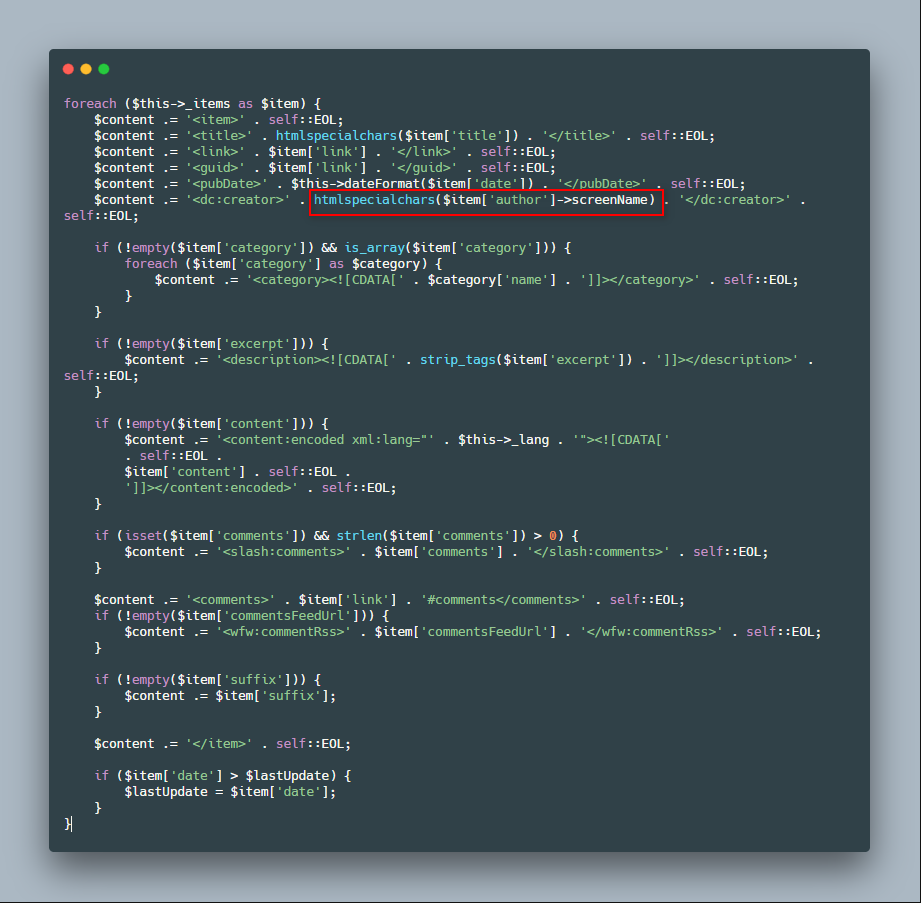 foreach ($this->_items as $item) {
    $content .= '<item>' . self::EOL;
    $content .= '<title>' . htmlspecialchars($item['title']) . '</title>' . self::EOL;
    $content .= '<link>' . $item['link'] . '</link>' . self::EOL;
    $content .= '<guid>' . $item['link'] . '</guid>' . self::EOL;
    $content .= '<pubDate>' . $this->dateFormat($item['date']) . '</pubDate>' . self::EOL;
    $content .= '<dc:creator>' . htmlspecialchars($item['author']->screenName) . '</dc:creator>' .
self::EOL;

    if (!empty($item['category']) && is_array($item['category'])) {
        foreach ($item['category'] as $category) {
            $content .= '<category><![CDATA[' . $category['name'] . ']]></category>' . self::EOL;
        }
    }

    if (!empty($item['excerpt'])) {
        $content .= '<description><![CDATA[' . strip_tags($item['excerpt']) . ']]></description>' .
self::EOL;
    }

    if (!empty($item['content'])) {
        $content .= '<content:encoded xml:lang="' . $this->_lang . '"><![CDATA['
        . self::EOL .
        $item['content'] . self::EOL .
        ']]></content:encoded>' . self::EOL;
    }

    if (isset($item['comments']) && strlen($item['comments']) > 0) {
        $content .= '<slash:comments>' . $item['comments'] . '</slash:comments>' . self::EOL;
    }

    $content .= '<comments>' . $item['link'] . '#comments</comments>' . self::EOL;
    if (!empty($item['commentsFeedUrl'])) {
        $content .= '<wfw:commentRss>' . $item['commentsFeedUrl'] . '</wfw:commentRss>' . self::EOL;
    }

    if (!empty($item['suffix'])) {
        $content .= $item['suffix'];
    }

    $content .= '</item>' . self::EOL;

    if ($item['date'] > $lastUpdate) {
        $lastUpdate = $item['date'];
    }
}